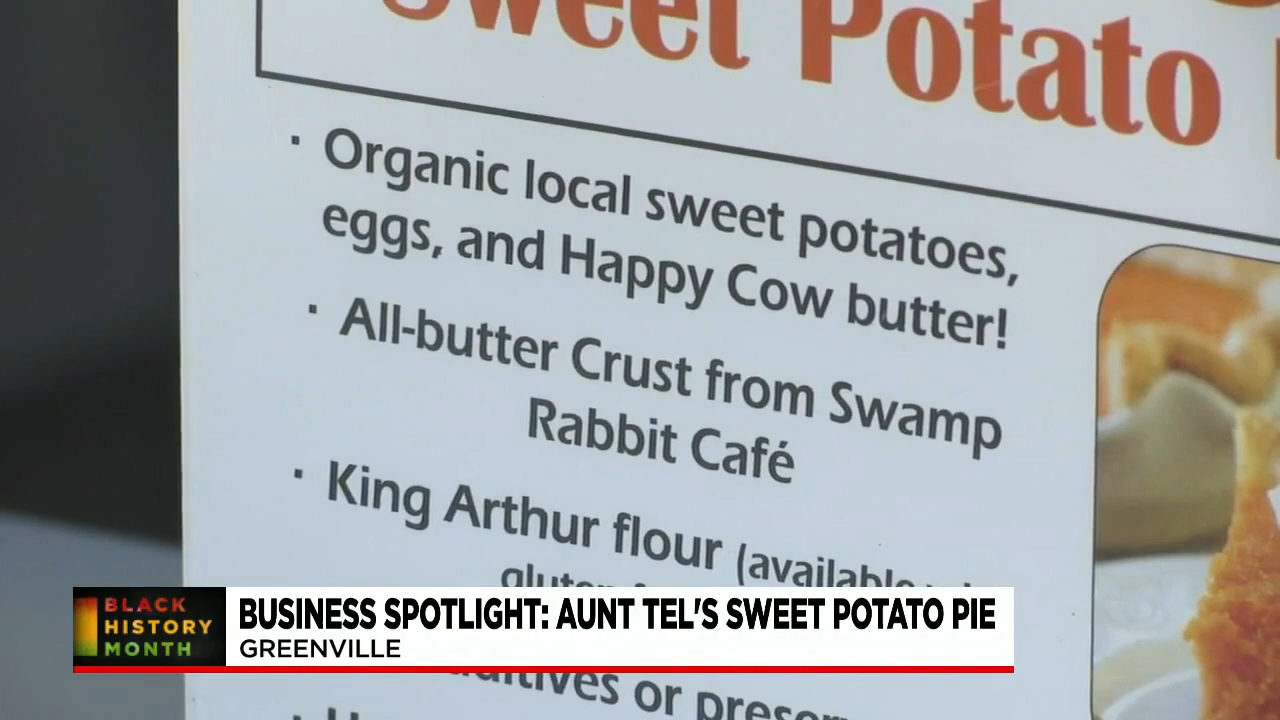 Sweet Potato
· Organic local sweet potatoes,
eggs, and Happy Cow butter!
· All-butter Crust from Swamp
Rabbit Café
· King Arthur flour (available
or
BLACK
HISTORY
MONTH
BUSINESS SPOTLIGHT: AUNT TEL'S SWEET POTATO PIE
GREENVILLE